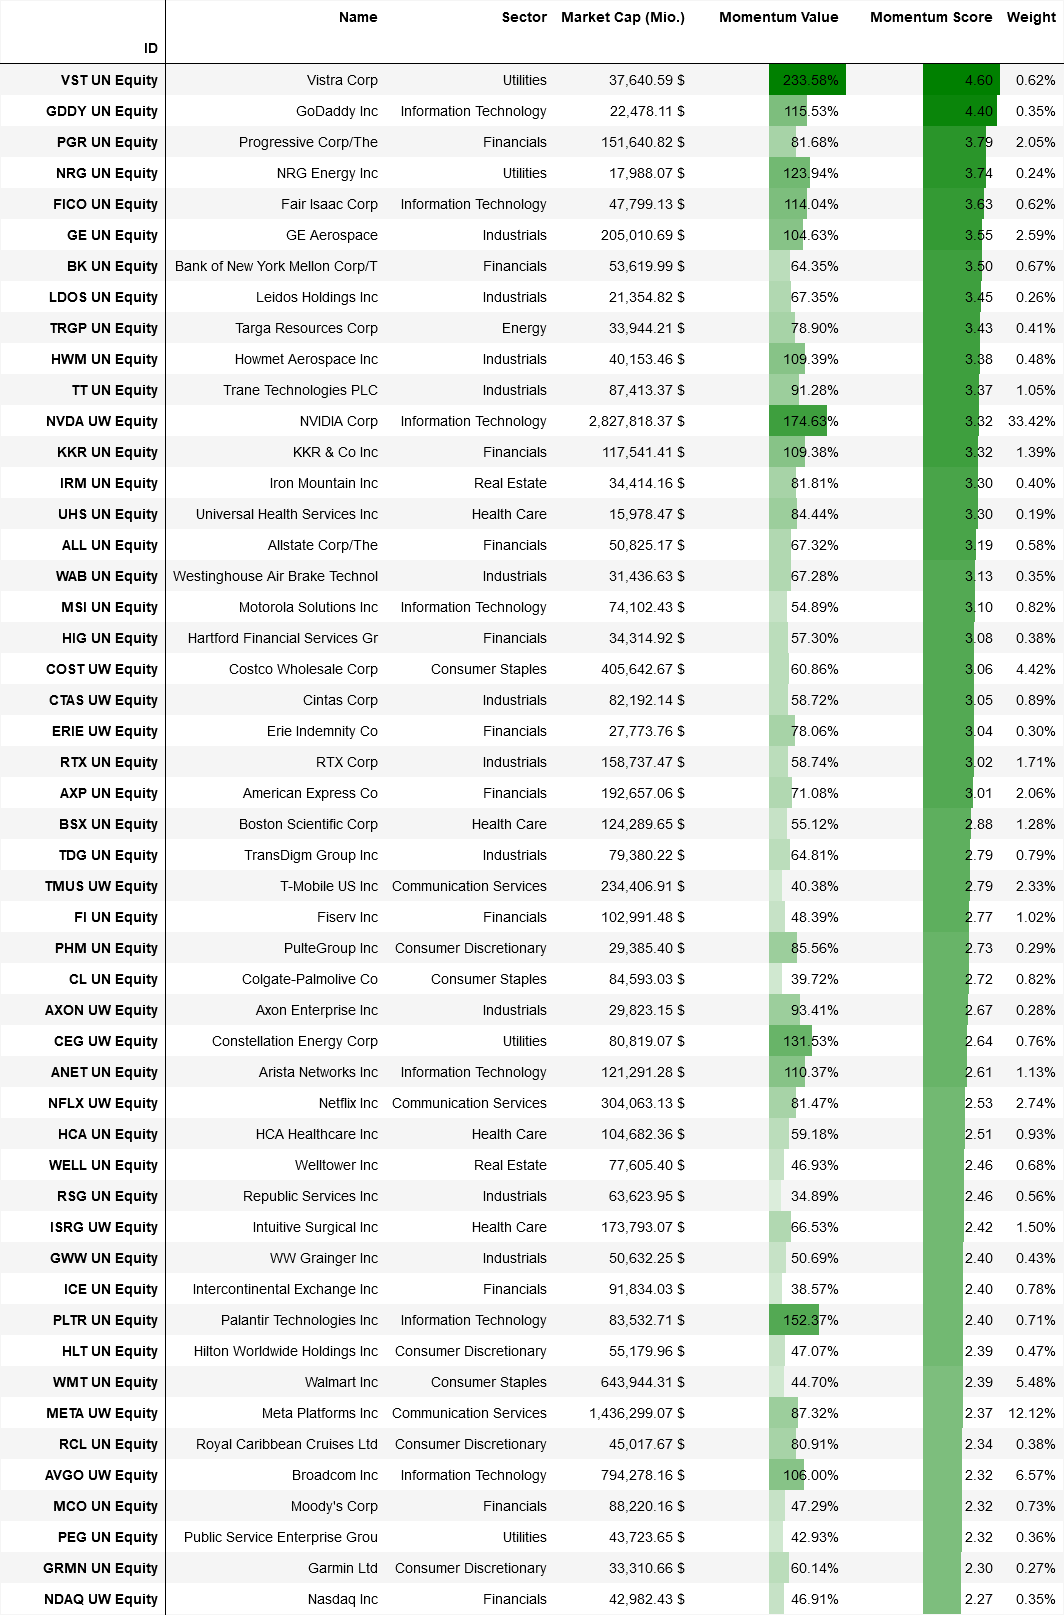 Name Sector Market Cap (Mio.) Momentum Value Momentum Score Weight
ID
VST UN Equity Vistra Corp Utilities 37,640.59 $ 233.58% 4.60 0.62%
GDDY UN Equity GoDaddy Inc Information Technology 22,478.11 $ 115.53% 4.40 0.35%
PGR UN Equity Progressive Corp/The Financials 151,640.82 $ 81.68% 3.79 2.05%
NRG UN Equity NRG Energy Inc Utilities 17,988.07 $ 123.94% 3.74 0.24%
FICO UN Equity Fair Isaac Corp Information Technology 47,799.13 $ 114.04% 3.63 0.62%
GE UN Equity GE Aerospace Industrials 205,010.69 $ 104.63% 3.55 2.59%
BK UN Equity Bank of New York Mellon Corp/T Financials 53,619.99 $ 64.35% 3.50 0.67%
LDOS UN Equity Leidos Holdings Inc Industrials 21,354.82 $ 67.35% 3.45 0.26%
TRGP UN Equity Targa Resources Corp Energy 33,944.21 $ 78.90% 3.43 0.41%
HWM UN Equity Howmet Aerospace Inc Industrials 40,153.46 $ 109.39% 3.38 0.48%
TT UN Equity Trane Technologies PLC Industrials 87,413.37 $ 91.28% 3.37 1.05%
NVDA UW Equity NVIDIA Corp Information Technology 2,827,818.37 $ 174.63% 3.32 33.42%
KKR UN Equity KKR & Co Inc Financials 117,541.41 $ 109.38% 3.32 1.39%
IRM UN Equity Iron Mountain Inc Real Estate 34,414.16 $ 81.81% 3.30 0.40%
UHS UN Equity Universal Health Services Inc Health Care 15,978.47 $ 84.44% 3.30 0.19%
ALL UN Equity Allstate Corp/The Financials 50,825.17 $ 67.32% 3.19 0.58%
WAB UN Equity Westinghouse Air Brake Technol Industrials 31,436.63 $ 67.28% 3.13 0.35%
MSI UN Equity Motorola Solutions Inc Information Technology 74,102.43 $ 54.89% 3.10 0.82%
HIG UN Equity Hartford Financial Services Gr Financials 34,314.92 $ 57.30% 3.08 0.38%
COST UW Equity Costco Wholesale Corp Consumer Staples 405,642.67 $ 60.86% 3.06 4.42%
CTAS UW Equity Cintas Corp Industrials 82,192.14 $ 58.72% 3.05 0.89%
ERIE UW Equity Erie Indemnity Co Financials 27,773.76 $ 78.06% 3.04 0.30%
RTX UN Equity RTX Corp Industrials 158,737.47 $ 58.74% 3.02 1.71%
AXP UN Equity American Express Co Financials 192,657.06 $ 71.08% 3.01 2.06%
BSX UN Equity Boston Scientific Corp Health Care 124,289.65 $ 55.12% 2.88 1.28%
TDG UN Equity TransDigm Group Inc Industrials 79,380.22 $ 64.81% 2.79 0.79%
TMUS UW Equity T-Mobile US Inc Communication Services 234,406.91 $ 40.38% 2.79 2.33%
FI UN Equity Fiserv Inc Financials 102,991.48 $ 48.39% 2.77 1.02%
PHM UN Equity PulteGroup Inc Consumer Discretionary 29,385.40 $ 85.56% 2.73 0.29%
CL UN Equity Colgate-Palmolive Co Consumer Staples 84,593.03 $ 39.72% 2.72 0.82%
AXON UW Equity Axon Enterprise Inc Industrials 29,823.15 $ 93.41% 2.67 0.28%
CEG UW Equity Constellation Energy Corp Utilities 80,819.07 $ 131.53% 2.64 0.76%
ANET UN Equity Arista Networks Inc Information Technology 121,291.28 $ 110.37% 2.61 1.13%
NFLX UW Equity Netflix Inc Communication Services 304,063.13 $ 81.47% 2.53 2.74%
HCA UN Equity HCA Healthcare Inc Health Care 104,682.36 $ 59.18% 2.51 0.93%
WELL UN Equity Welltower Inc Real Estate 77,605.40 $ 46.93% 2.46 0.68%
RSG UN Equity Republic Services Inc Industrials 63,623.95 $ 34.89% 2.46 0.56%
ISRG UW Equity Intuitive Surgical Inc Health Care 173,793.07 $ 66.53% 2.42 1.50%
GWW UN Equity WW Grainger Inc Industrials 50,632.25 $ 50.69% 2.40 0.43%
ICE UN Equity Intercontinental Exchange Inc Financials 91,834.03 $ 38.57% 2.40 0.78%
PLTR UN Equity Palantir Technologies Inc Information Technology 83,532.71 $ 152.37% 2.40 0.71%
HLT UN Equity Hilton Worldwide Holdings Inc Consumer Discretionary 55,179.96 $ 47.07% 2.39 0.47%
WMT UN Equity Walmart Inc Consumer Staples 643,944.31 $ 44.70% 2.39 5.48%
META UW Equity Meta Platforms Inc Communication Services 1,436,299.07 $ 87.32% 2.37 12.12%
RCL UN Equity Royal Caribbean Cruises Ltd Consumer Discretionary 45,017.67 $ 80.91% 2.34 0.38%
AVGO UW Equity Broadcom Inc Information Technology 794,278.16 $ 106.00% 2.32 6.57%
MCO UN Equity Moody's Corp Financials 88,220.16 $ 47.29% 2.32 0.73%
PEG UN Equity Public Service Enterprise Grou Utilities 43,723.65 $ 42.93% 2.32 0.36%
GRMN UN Equity Garmin Ltd Consumer Discretionary 33,310.66 $ 60.14% 2.30 0.27%
NDAQ UW Equity Nasdaq Inc Financials 42,982.43 $ 46.91% 2.27 0.35%